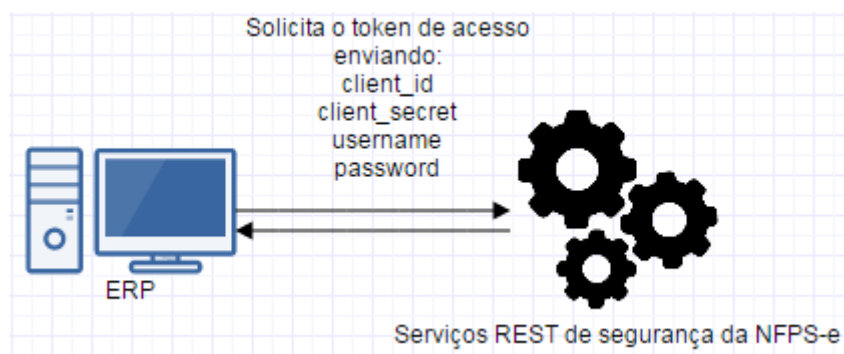 Solicita o token de acesso
enviando:
client_id
client_secret
username
password
ERP
Serviços REST de segurança da NFPS-e